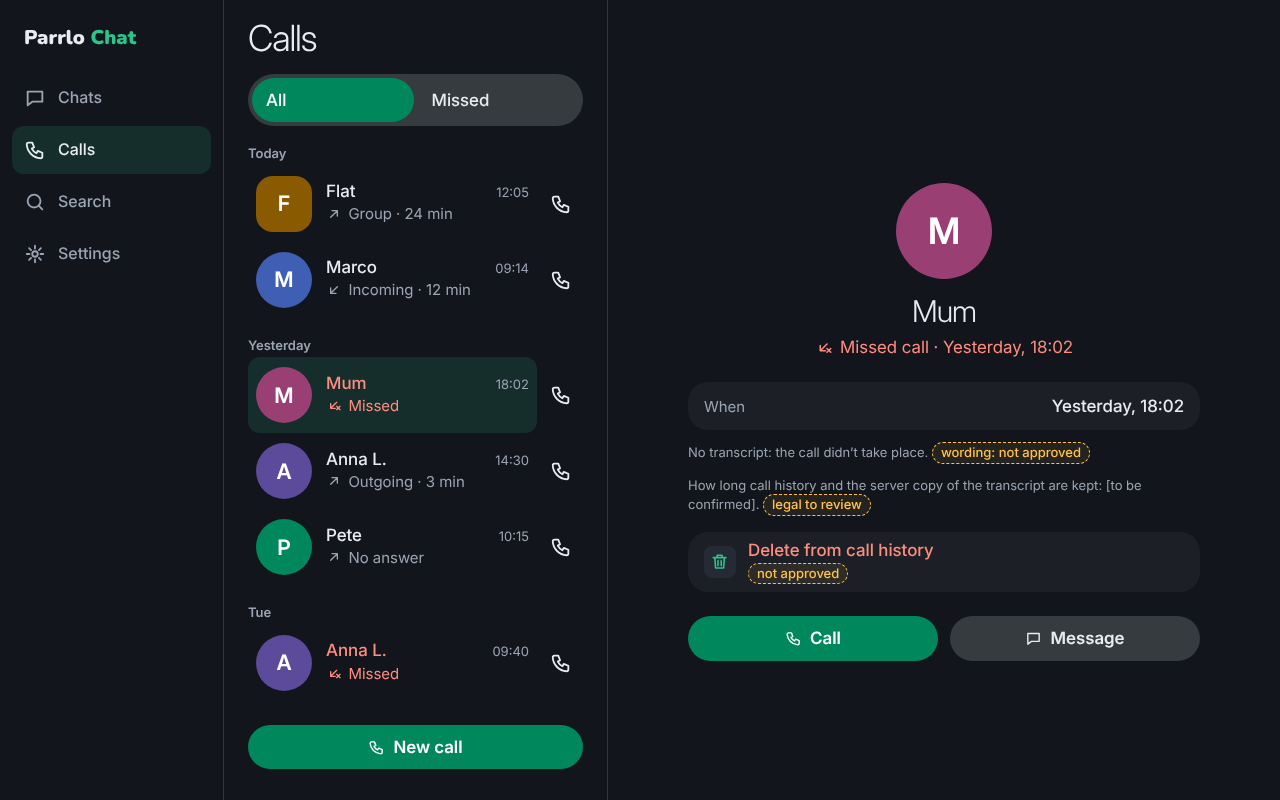 Parrlo Chat
Chats
Calls
Search
Settings
Calls
All
Missed
Today
F
Flat
12:05
Group · 24 min
M
Marco
09:14
Incoming · 12 min
Yesterday
M
Mum
18:02
Missed
A
Anna L.
14:30
Outgoing · 3 min
P
Pete
10:15
No answer
Tue
A
Anna L.
09:40
Missed
New call
M
Mum
Missed call · Yesterday, 18:02
When
Yesterday, 18:02
No transcript: the call didn't take place. wording: not approved
How long call history and the server copy of the transcript are kept: [to be
confirmed]. legal to review
Delete from call history
not approved
Call
Message